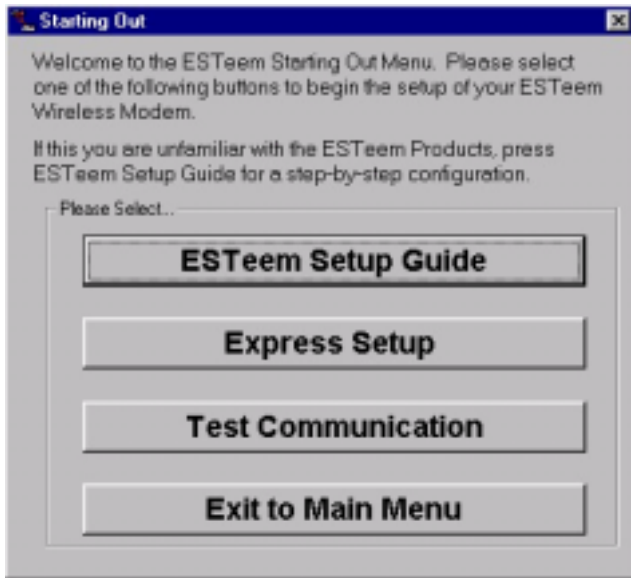 Starting Out
Welcome to the ESTeem Starting Out Menu. Please select
one of the following buttons to begin the setup of your ESTeem
Wireless Modem.
If this you are unfamiliar with the ESTeem Products, press
ESTeem Setup Guide for a step-by-step configuration.
Please Select...
ESTeem Setup Guide
Express Setup
Test Communication
Exit to Main Menu